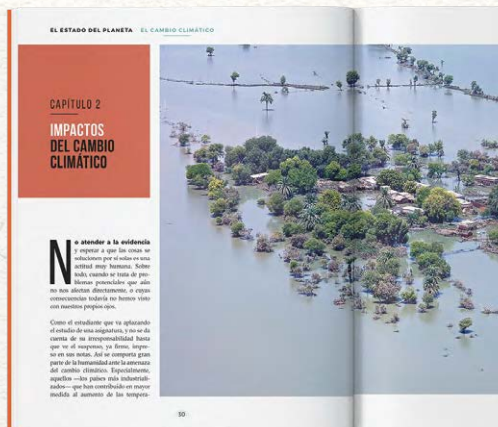 EL ESTADO DEL PLANETA EL CAMBIO CLIMÁTICO
CAPÍTULO 2
IMPACTOS
DEL CAMBIO
CLIMÁTICO
No atender a la evidencia
y esperar a que las cosas se
solucionen por sí solas es una
actitud muy humana. Sobre
todo, cuando se trata de pro-
blemas potenciales que aún
no nos afectan directamente, o cuyas
consecuencias todavía no hemos visto
con nuestros propios ojos.
Como el estudiante que va aplazando
el estudio de una asignatura, y no se da
cuenta de su irresponsabilidad hasta
que ve el suspenso, ya firme, impre-
so en sus notas. Así se comporta gran
parte de la humanidad ante la amenaza
del cambio climático. Especialmente,
aquellos —los países más industriali-
zados— que han contribuido en mayor
medida al aumento de las tempera-
50